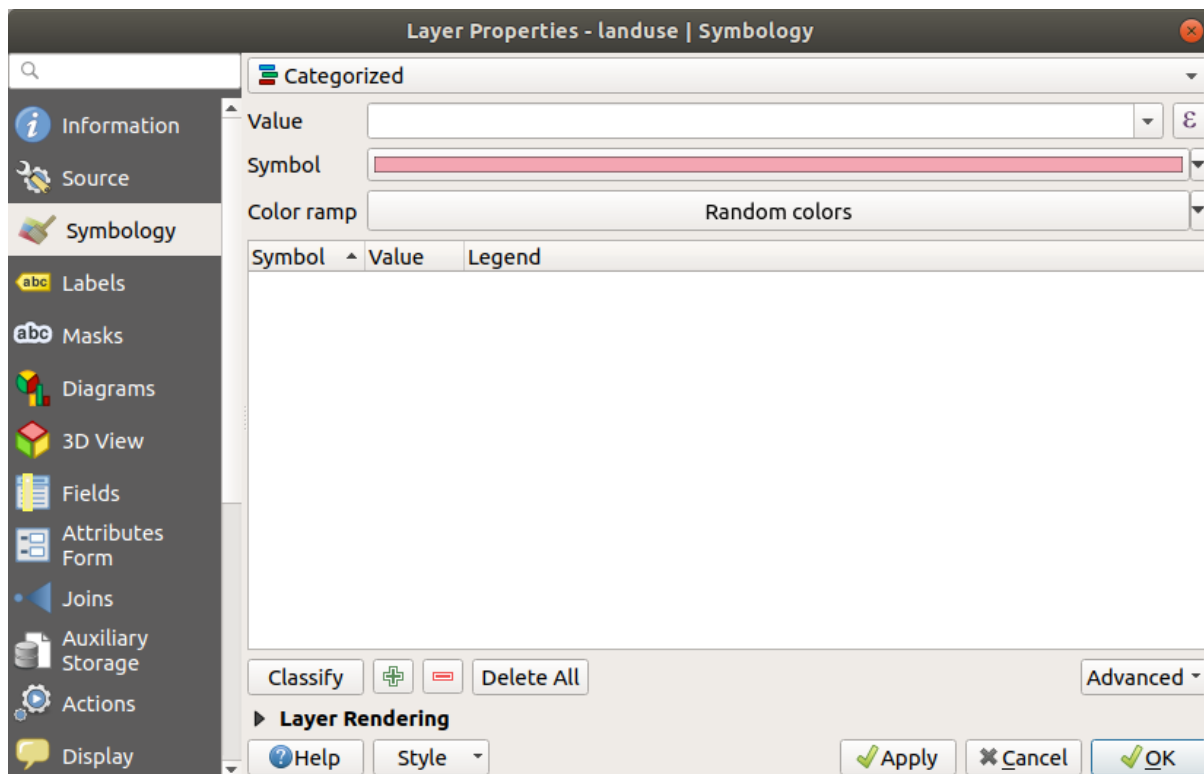 Layer Properties - landuse | Symbology
Categorized
Information
Source
Symbology
Labels
Masks
Diagrams
3D View
Fields
Attributes
Form
Joins
Auxiliary
Storage
Actions
Display
Value
ε
Symbol
Color ramp
Random colors
Symbol Value Legend
Classify Delete All Advanced
Layer Rendering
Help Style Apply Cancel OK
abc
abc